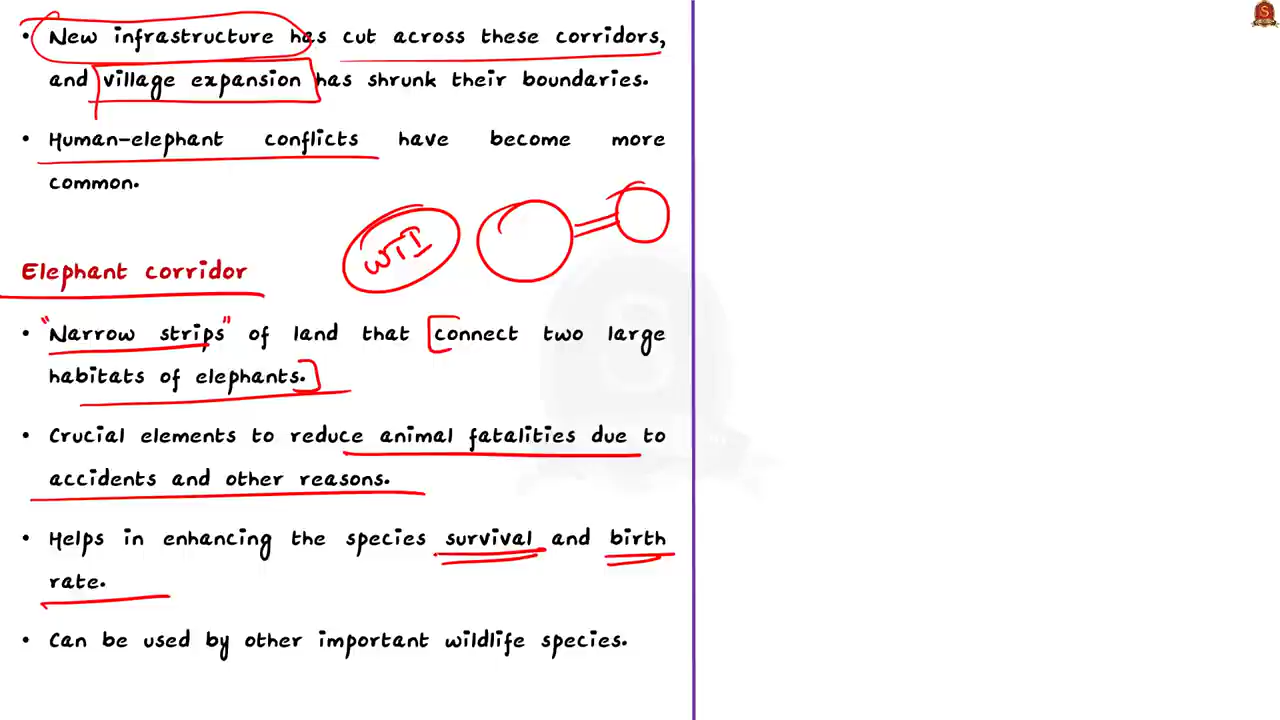 • New infrastructure has cut across these corridors,
and village expansion has shrunk their boundaries.
• Human-elephant conflicts have become more
common.
WTI
Elephant corridor
• "Narrow strips" of land that [connect two large
habitats of elephants.]
• Crucial elements to reduce animal fatalities due to
accidents and other reasons.
• Helps in enhancing the species survival and birth
rate.
• Can be used by other important wildlife species.